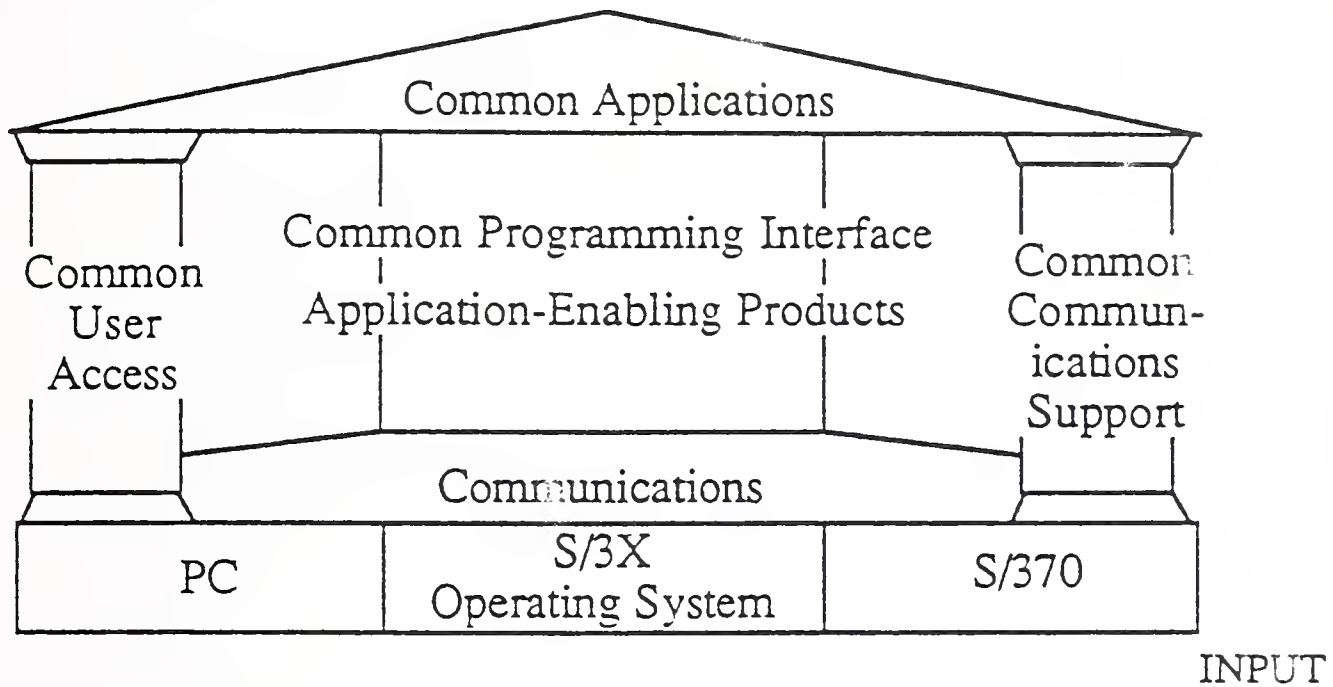 Common Applications
Common Programming Interface
Application-Enabling Products
Common
User
Access
Common
Commun-
ications
Support
Communications
PC
S/3X
Operating System
S/370
INPUT